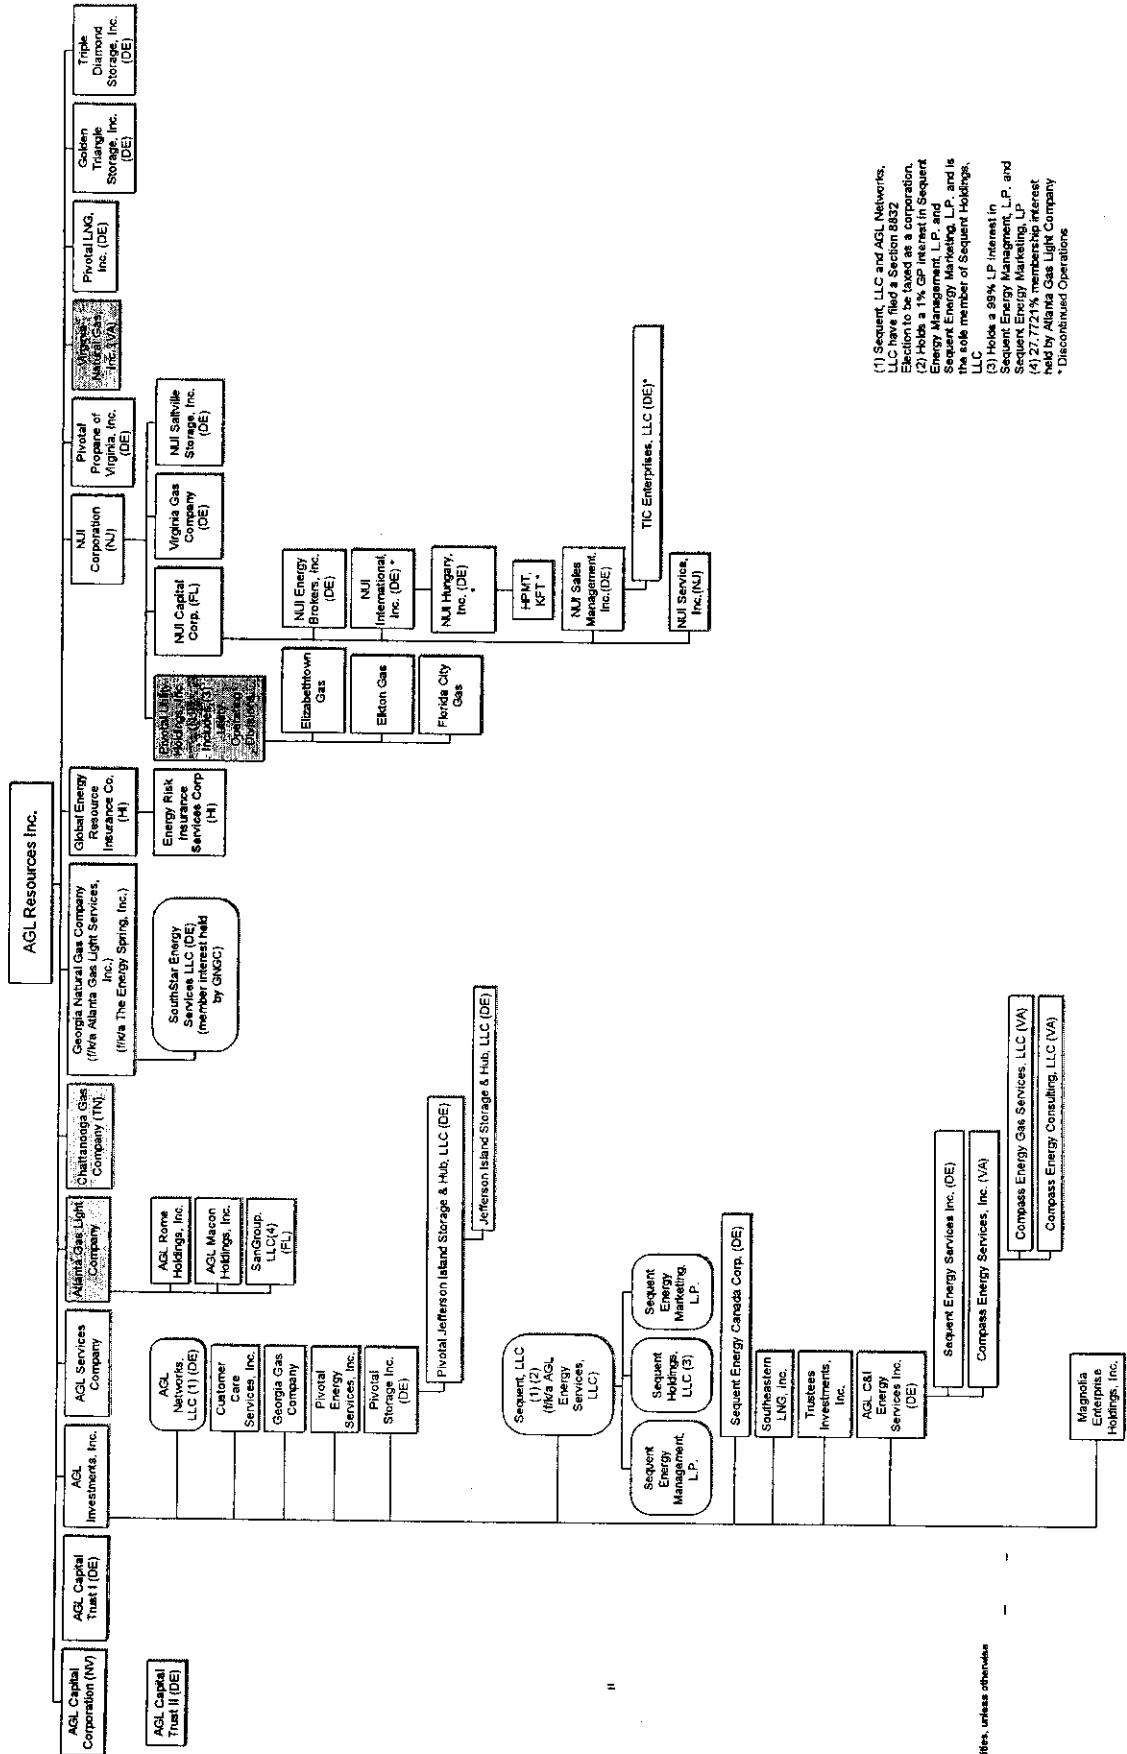 AGL Resources Inc.
AGL Capital
Corporation (NV)
AGL Capital
Trust I (DE)
AGL
Investments, Inc.
AGL Services
Company
Atlanta Gas Light
Company
Chattanooga Gas
Company (TN)
Georgia Natural Gas Company
(f/k/a Atlanta Gas Light Services,
Inc.)
(f/k/a The Energy Spring, Inc.)
Global Energy
Resource
Insurance Co.
(HI)
NUI
Corporation
(NJ)
Pivotal
Propane of
Virginia, Inc.
(DE)
Virginia
Natural Gas,
Inc. (VA)
Pivotal LNG,
Inc. (DE)
Golden
Triangle
Storage, Inc.
(DE)
Triple
Diamond
Storage, Inc.
(DE)
AGL Capital
Trust II (DE)
AGL
Networks,
LLC (1) (DE)
Customer
Care
Services, Inc.
Georgia Gas
Company
Pivotal
Energy
Services, Inc.
Pivotal
Storage Inc.
(DE)
Pivotal Jefferson Island Storage & Hub, LLC (DE)
Jefferson Island Storage & Hub, LLC (DE)
Sequent, LLC
(1) (2)
(f/k/a AGL
Energy
Services,
LLC)
Sequent
Energy
Management,
L.P.
Sequent
Holdings,
LLC (3)
Sequent
Energy
Marketing,
L.P.
Sequent Energy Canada Corp. (DE)
Southeastern
LNG, Inc.
Trustees
Investments,
Inc.
AGL C&I
Energy
Services Inc.
(DE)
Sequent Energy Services Inc. (DE)
Compass Energy Services, Inc. (VA)
Compass Energy Gas Services, LLC (VA)
Compass Energy Consulting, LLC (VA)
Magnolia
Enterprise
Holdings, Inc.
AGL Rome
Holdings, Inc.
AGL Macon
Holdings, Inc.
SanGroup,
LLC(4)
(FL)
SouthStar Energy
Services LLC (DE)
(member interest held
by GNGC)
Energy Risk
Insurance
Services Corp
(HI)
Pivotal Utility
Holdings, Inc.
Includes (3)
Utility
Operating
Divisions
NUI Capital
Corp. (FL)
Virginia Gas
Company
(DE)
NUI Saltville
Storage, Inc.
(DE)
Elizabethtown
Gas
Elkton Gas
Florida City
Gas
NUI Energy
Brokers, Inc.
(DE)
NUI
International,
Inc. (DE) *
NUI Hungary,
Inc. (DE)
*
HPMT,
KFT *
NUI Sales
Management,
Inc.(DE)
TIC Enterprises, LLC (DE)*
NUI Service,
Inc.(NJ)
(1) Sequent, LLC and AGL Networks,
LLC have filed a Section 8832
Election to be taxed as a corporation.
(2) Holds a 1% GP interest in Sequent
Energy Management, L.P. and
Sequent Energy Marketing, L.P. and is
the sole member of Sequent Holdings,
LLC
(3) Holds a 99% LP interest in
Sequent Energy Managment, L.P. and
Sequent Energy Marketing, LP
(4) 27.7721% membership interest
held by Atlanta Gas Light Company
* Discontinued Operations
unless otherwise